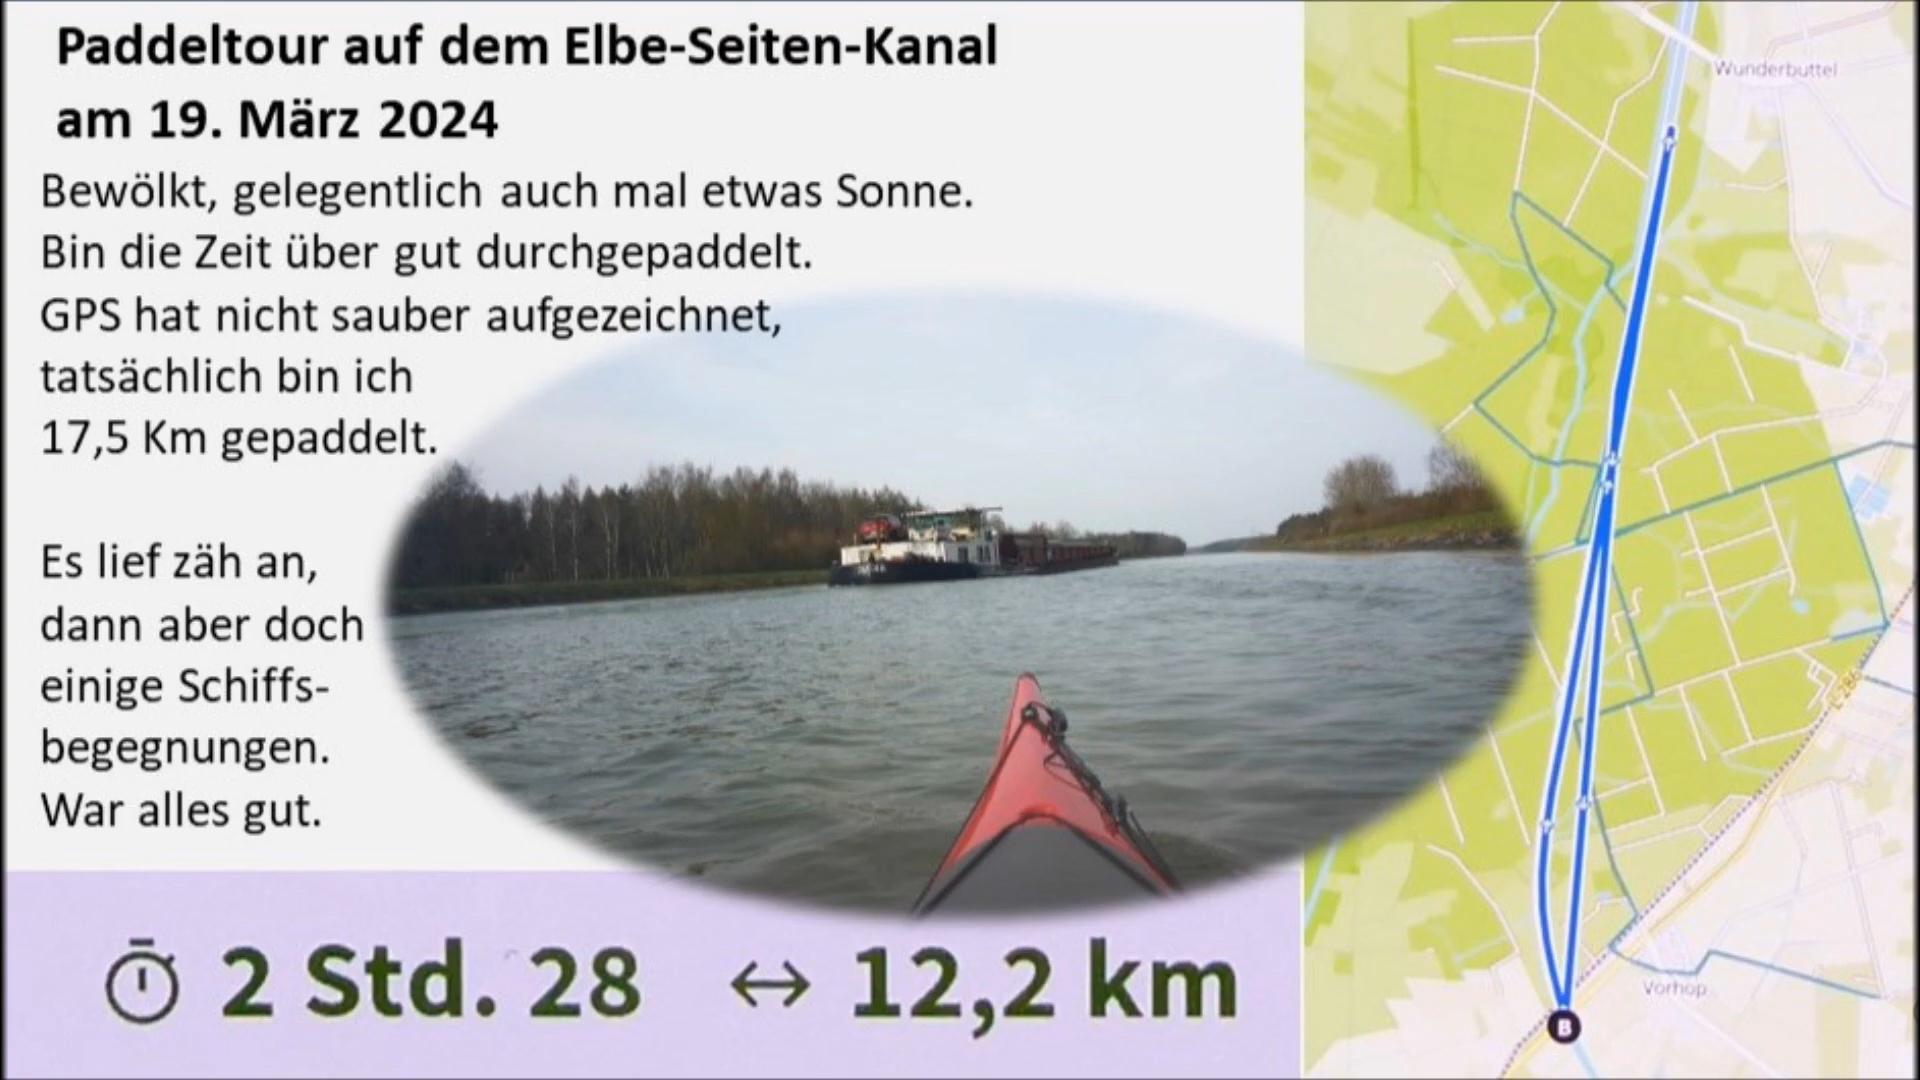 Paddeltour auf dem Elbe-Seiten-Kanal
am 19. März 2024
Bewölkt, gelegentlich auch mal etwas Sonne.
Bin die Zeit über gut durchgepaddelt.
GPS hat nicht sauber aufgezeichnet,
tatsächlich bin ich
17,5 Km gepaddelt.
Es lief zäh an,
dann aber doch
einige Schiffs-
begegnungen.
War alles gut.
2 Std. 28 ↔ 12,2 km
Wunderbüttel
L 286
Vorhop
B